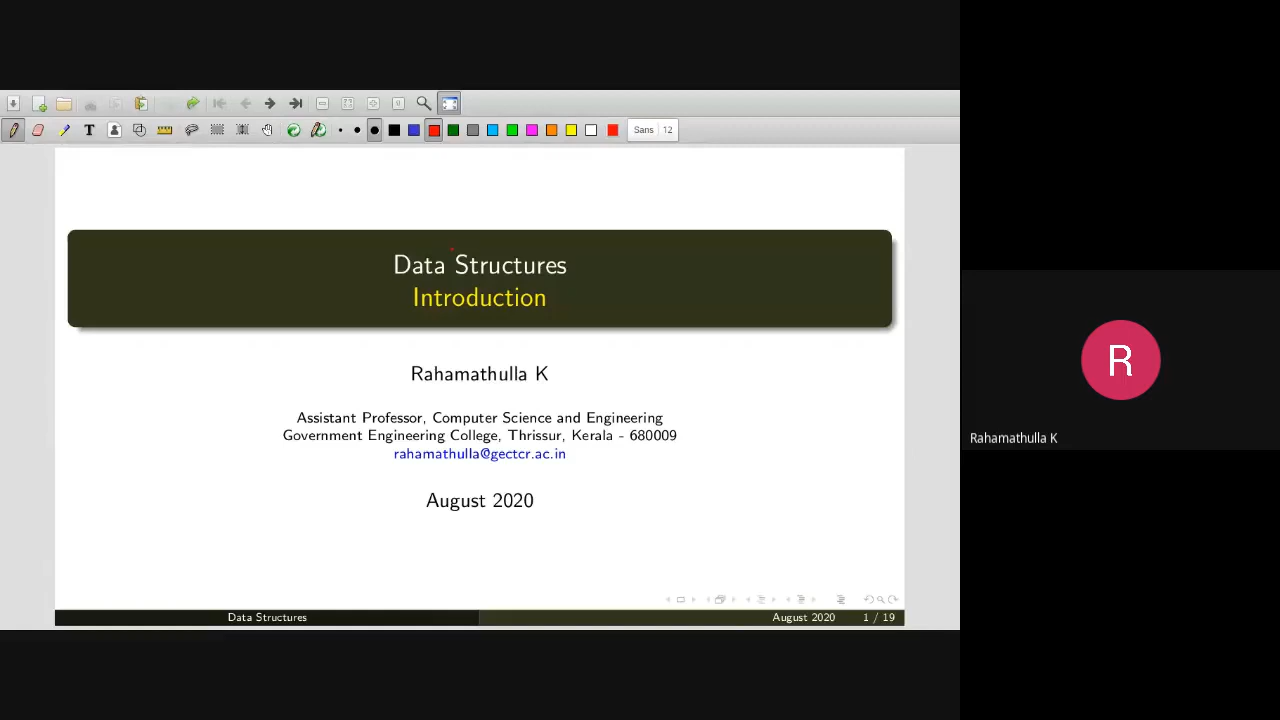 T
Sans 12
Data Structures
Introduction
Rahamathulla K
Assistant Professor, Computer Science and Engineering
Government Engineering College, Thrissur, Kerala - 680009
rahamathulla@gectcr.ac.in
August 2020
Data Structures August 2020 1 / 19
R
Rahamathulla K